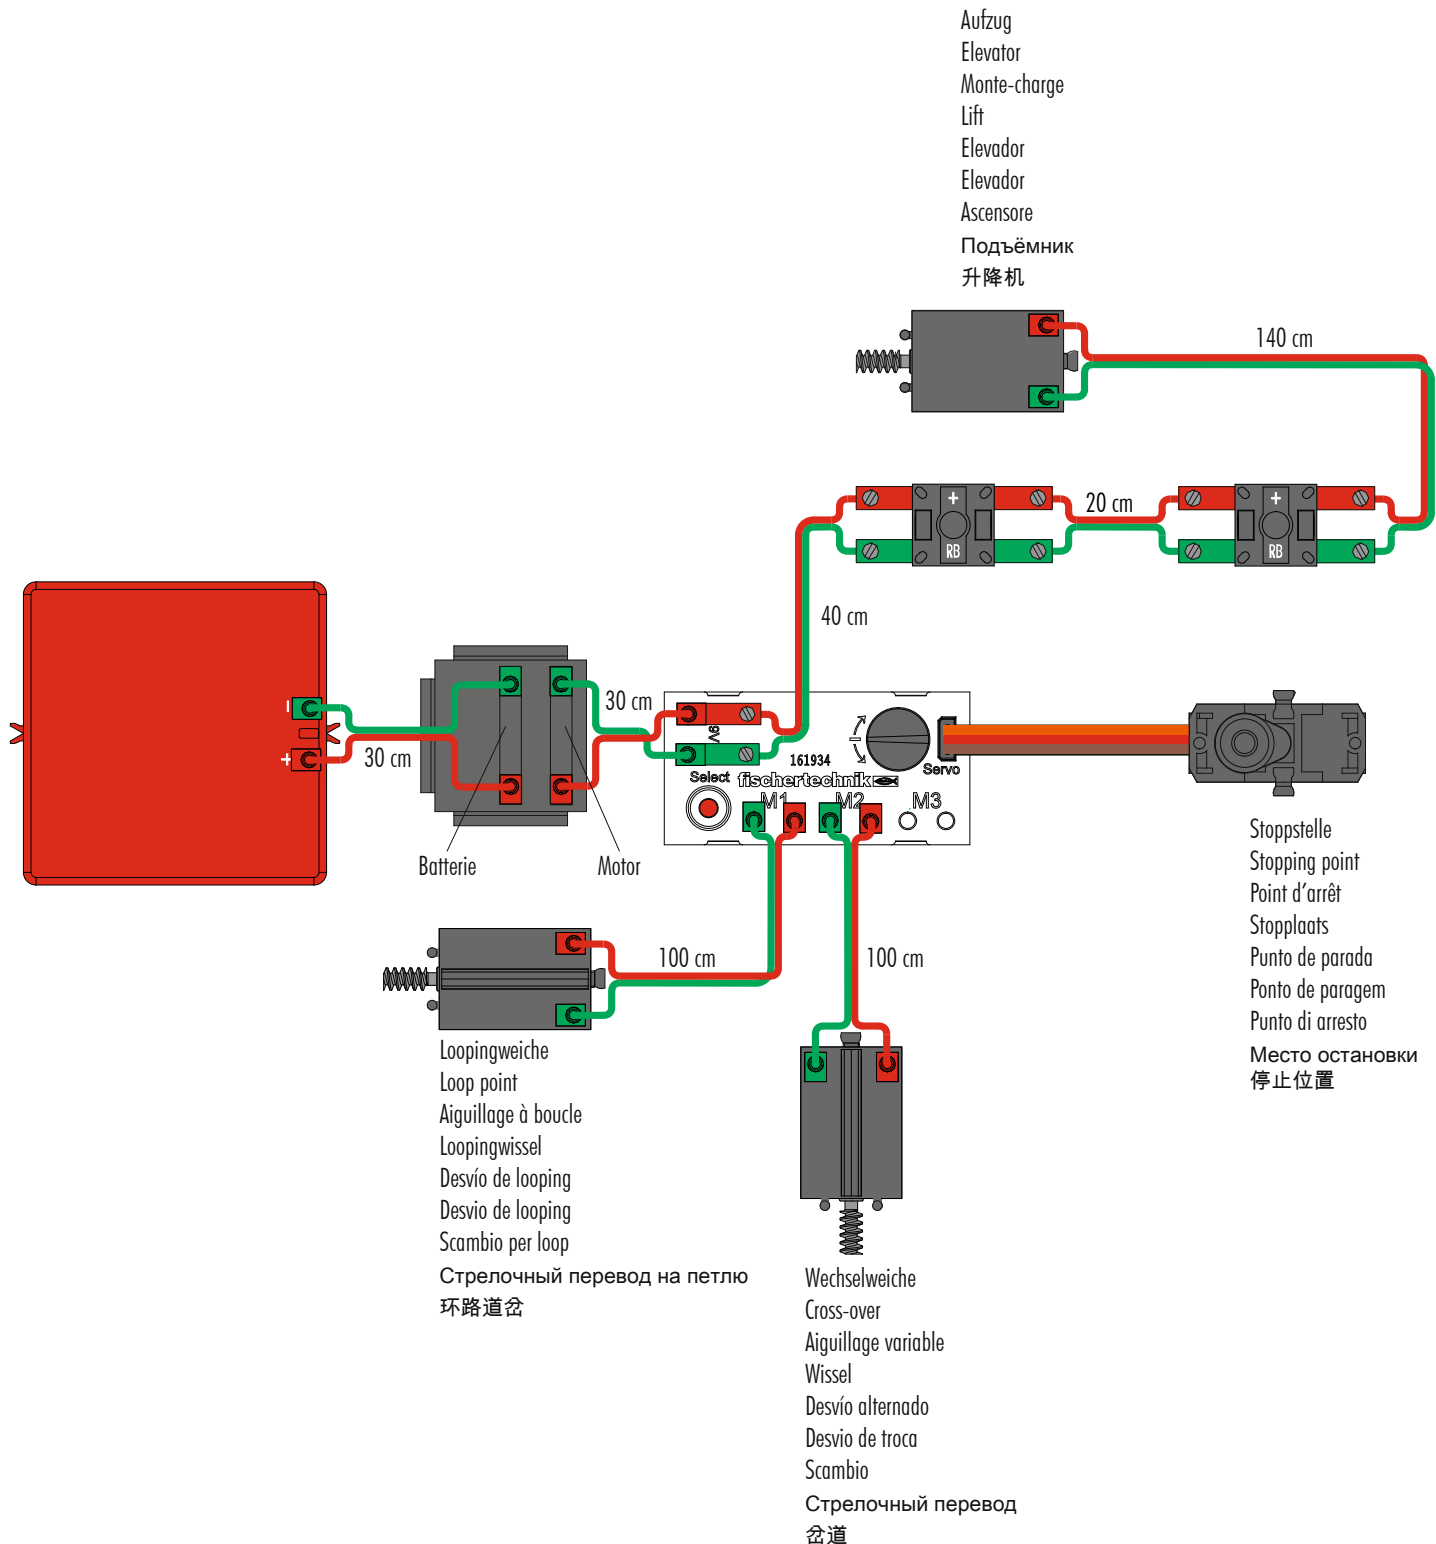 Aufzug
Elevator
Monte-charge
Lift
Elevador
Elevador
Ascensore
Подъёмник
升降机
140 cm
+
RB
20 cm
+
RB
40 cm
30 cm
30 cm
+
Batterie
Motor
9V
161934
Servo
Select
fischertechnik
M1
M2
M3
100 cm
100 cm
Loopingweiche
Loop point
Aiguillage à boucle
Loopingwissel
Desvío de looping
Desvio de looping
Scambio per loop
Стрелочный перевод на петлю
环路道岔
Wechselweiche
Cross-over
Aiguillage variable
Wissel
Desvío alternado
Desvio de troca
Scambio
Стрелочный перевод
岔道
Stoppstelle
Stopping point
Point d’arrêt
Stopplaats
Punto de parada
Ponto de paragem
Punto di arresto
Место остановки
停止位置